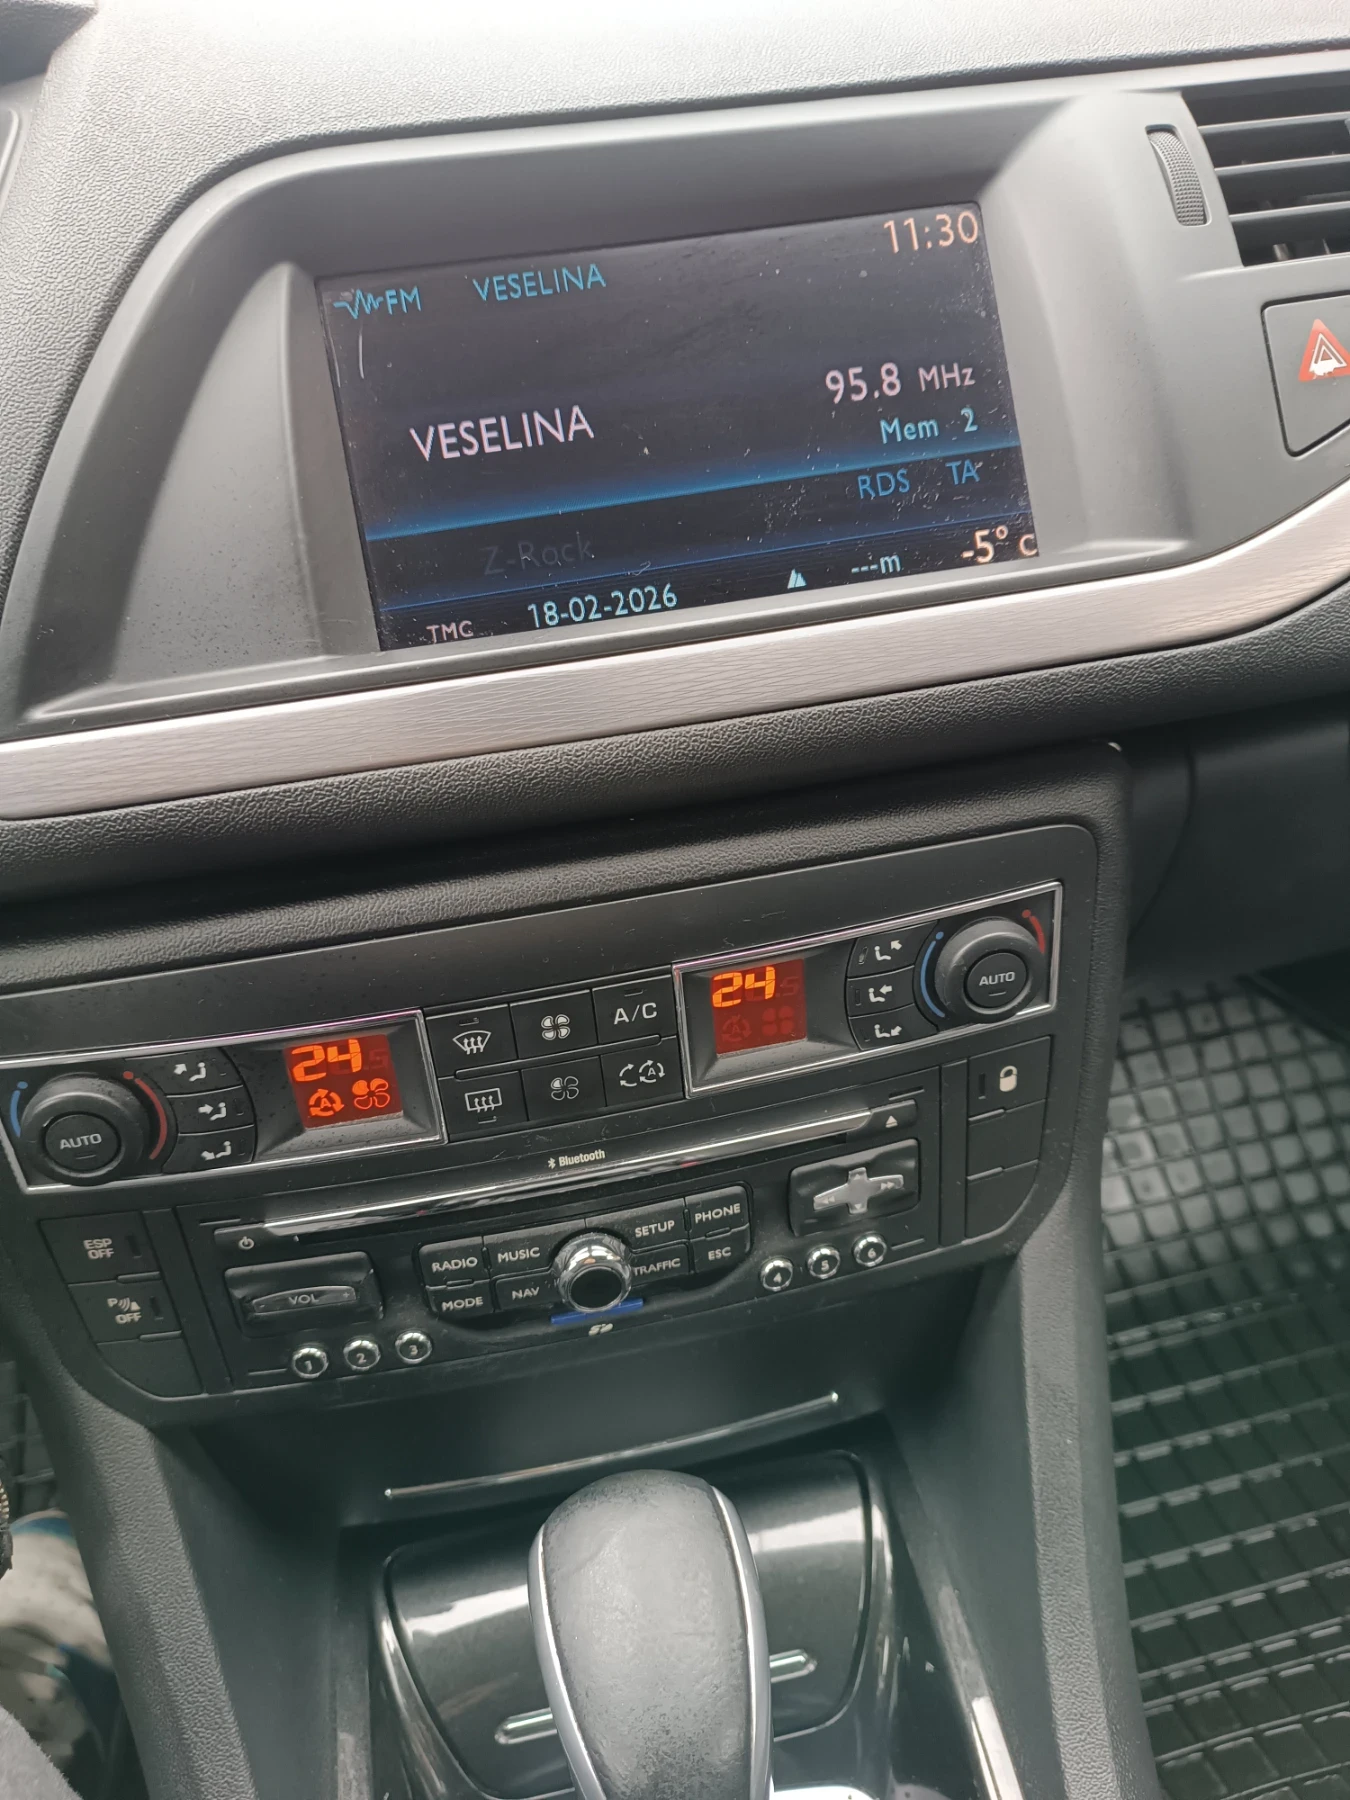 FM VESELINA 11:30
95.8 MHz
VESELINA
Mem 2
RDS TA
Z-Rock
-5° C
---m
TMC 18-02-2026
24
A/C
24
AUTO
AUTO
Bluetooth
ESP OFF
P OFF
VOL
RADIO MUSIC SETUP PHONE
MODE NAV TRAFFIC ESC
1 2 3
4 5 6
SD